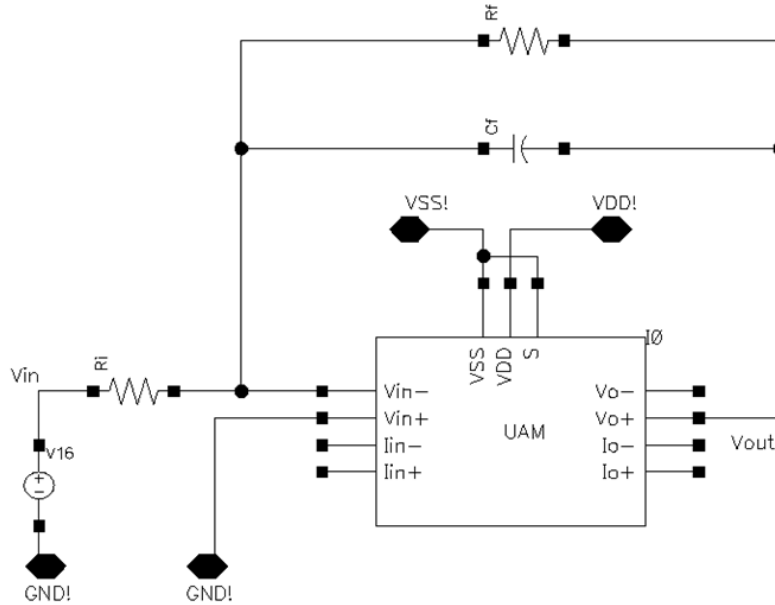 Rf
Cf
VSS!
VDD!
VSS
VDD
S
IØ
Vin
Ri
Vin-
Vo-
Vin+
UAM
Vo+
V16
Iin-
Io-
Vout
Iin+
Io+
+
-
GND!
GND!